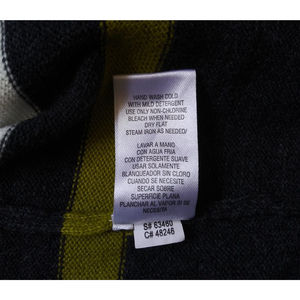 HAND WASH COLD
WITH MILD DETERGENT
USE ONLY NON-CHLORINE
BLEACH WHEN NEEDED
DRY FLAT
STEAM IRON AS NEEDED
LAVAR A MANO
CON AGUA FRIA
CON DETERGENTE SUAVE
USAR SOLAMENTE
BLANQUEADOR SIN CLORO
CUANDO SE NECESITE
SECAR SOBRE
SUPERFICIE PLANA
PLANCHAR AL VAPOR SI SE
NECESITA
S# 63460
C# 48246